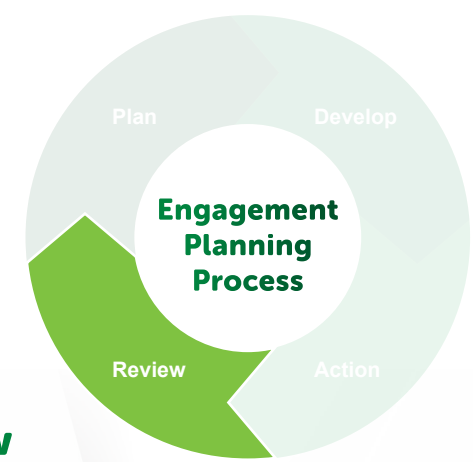 Plan
Develop
Engagement
Planning
Process
Review
Action
w